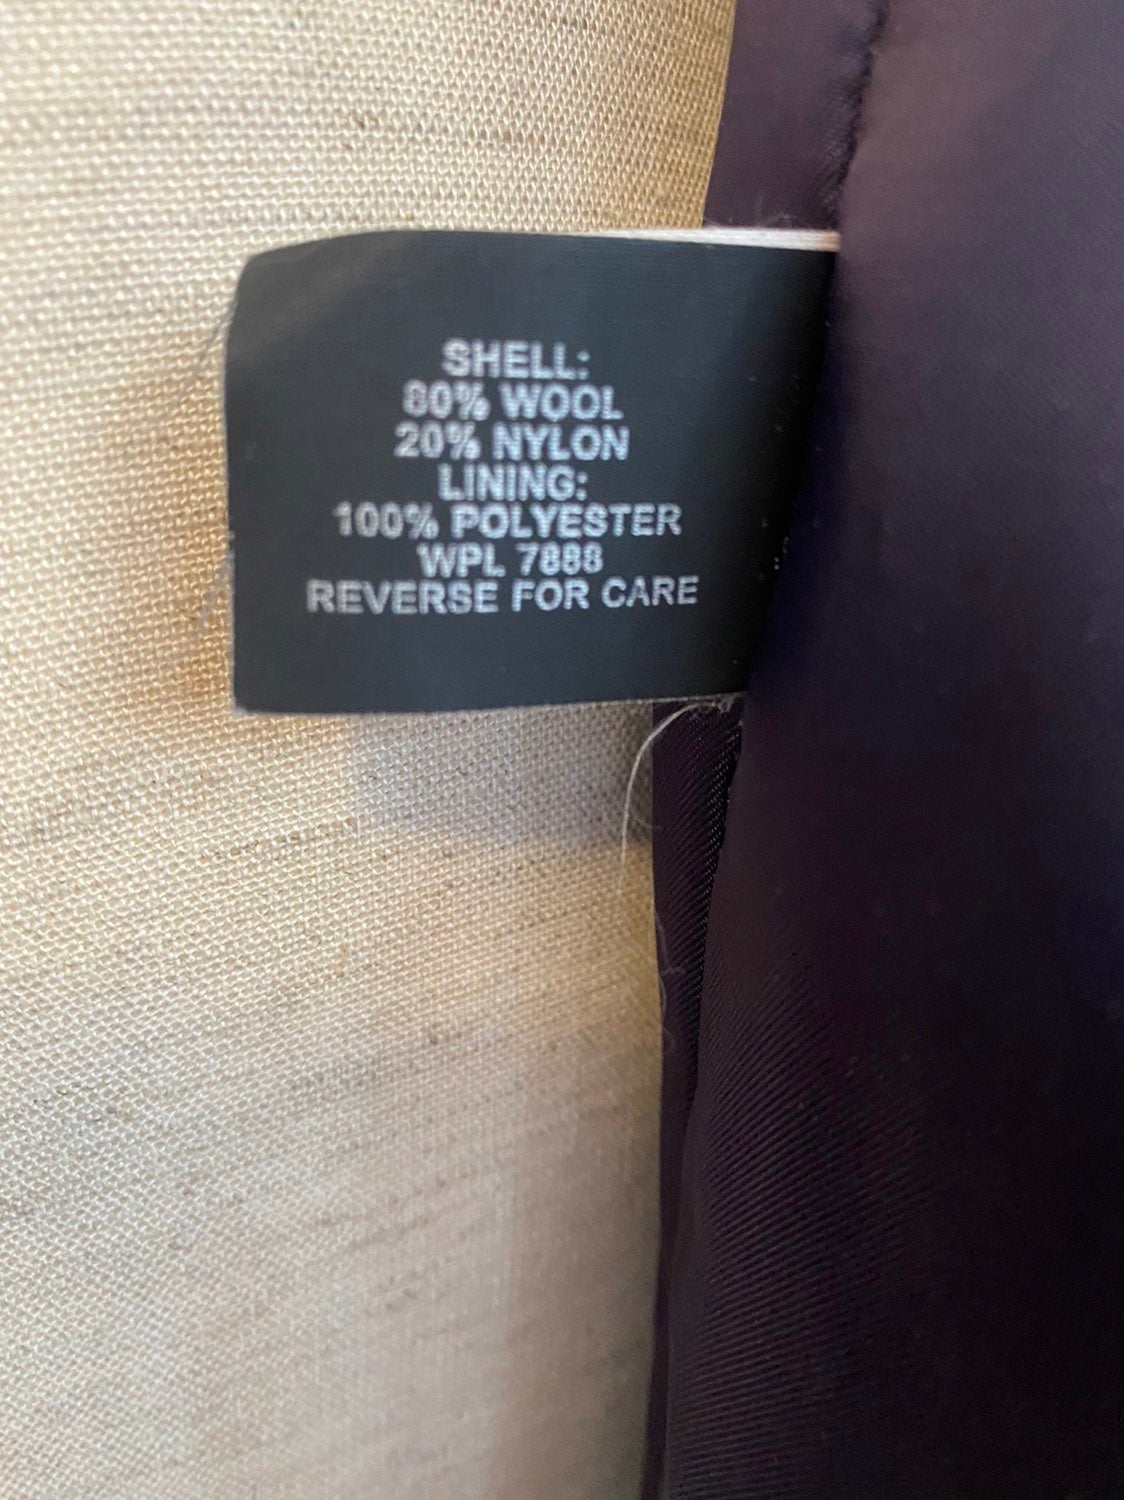 SHELL:
80% WOOL
20% NYLON
LINING:
100% POLYESTER
WPL 7888
REVERSE FOR CARE